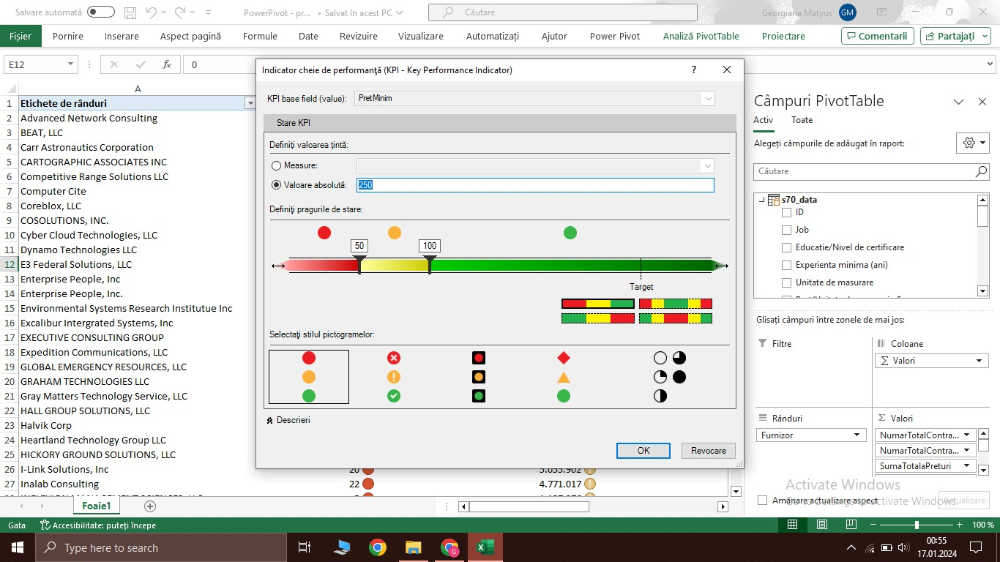 Salvare automată
PowerPivot - pr... • Salvat în acest PC
Căutare
Georgiana Matyus
GM
Fișier Pornire Inserare Aspect pagină Formule Date Revizuire Vizualizare Automatizați Ajutor Power Pivot Analiză PivotTable Proiectare
Comentarii
Partajați
E12
fx
0
A
1 Etichete de rânduri
2 Advanced Network Consulting
3 BEAT, LLC
4 Carr Astronautics Corporation
5 CARTOGRAPHIC ASSOCIATES INC
6 Competitive Range Solutions LLC
7 Computer Cite
8 Coreblox, LLC
9 COSOLUTIONS, INC.
10 Cyber Cloud Technologies, LLC
11 Dynamo Technologies LLC
12 E3 Federal Solutions, LLC
13 Enterprise People, Inc
14 Enterprise People, Inc.
15 Environmental Systems Research Institutue Inc
16 Excalibur Intergrated Systems, Inc
17 EXECUTIVE CONSULTING GROUP
18 Expedition Communications, LLC
19 GLOBAL EMERGENCY RESOURCES, LLC
20 GRAHAM TECHNOLOGIES LLC
21 Gray Matters Technology Service, LLC
22 HALL GROUP SOLUTIONS, LLC
23 Halvik Corp
24 Heartland Technology Group LLC
25 HICKORY GROUND SOLUTIONS, LLC
26 I-Link Solutions, Inc 20 5.055.902
27 Inalab Consulting 22 4.771.017
Foaie1
Indicator cheie de performanță (KPI - Key Performance Indicator)
?
KPI base field (value): PretMinim
Stare KPI
Definiți valoarea țintă:
Measure:
Valoare absolută: 250
Definiți pragurile de stare:
50
100
Target
Selectați stilul pictogramelor:
Descrieri
OK
Revocare
Câmpuri PivotTable
Activ Toate
Alegeți câmpurile de adăugat în raport:
Căutare
s70_data
ID
Job
Educatie/Nivel de certificare
Experienta minima (ani)
Unitate de masurare
Glisați câmpuri între zonele de mai jos:
Filtre
Coloane
Σ Valori
Rânduri
Furnizor
Σ Valori
NumarTotalContra...
NumarTotalContra...
SumaTotalaPreturi
Activate Windows
Go to Settings to activate Windows.
Amânare actualizare aspect
Actualizare
Gata
Accesibilitate: puteți începe
100 %
Type here to search
00:55
17.01.2024